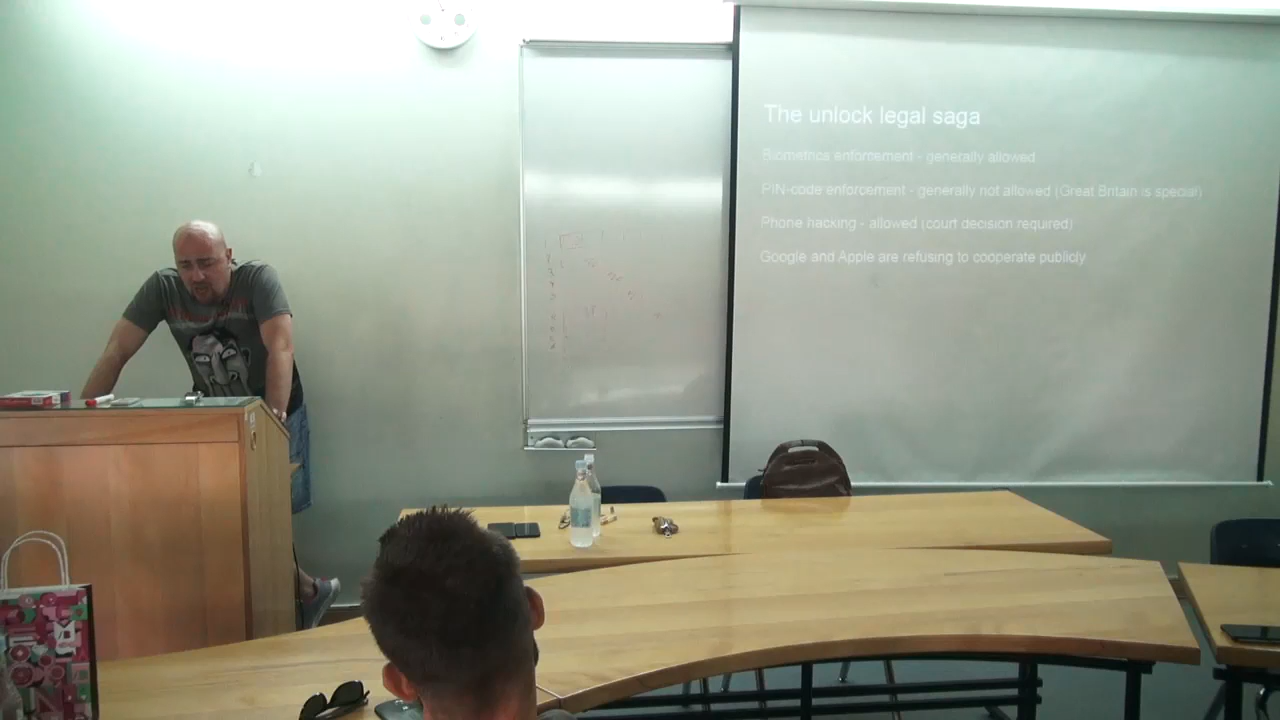 The unlock legal saga
Biometrics enforcement - generally allowed
PIN-code enforcement - generally not allowed (Great Britain is special)
Phone hacking - allowed (court decision required)
Google and Apple are refusing to cooperate publicly